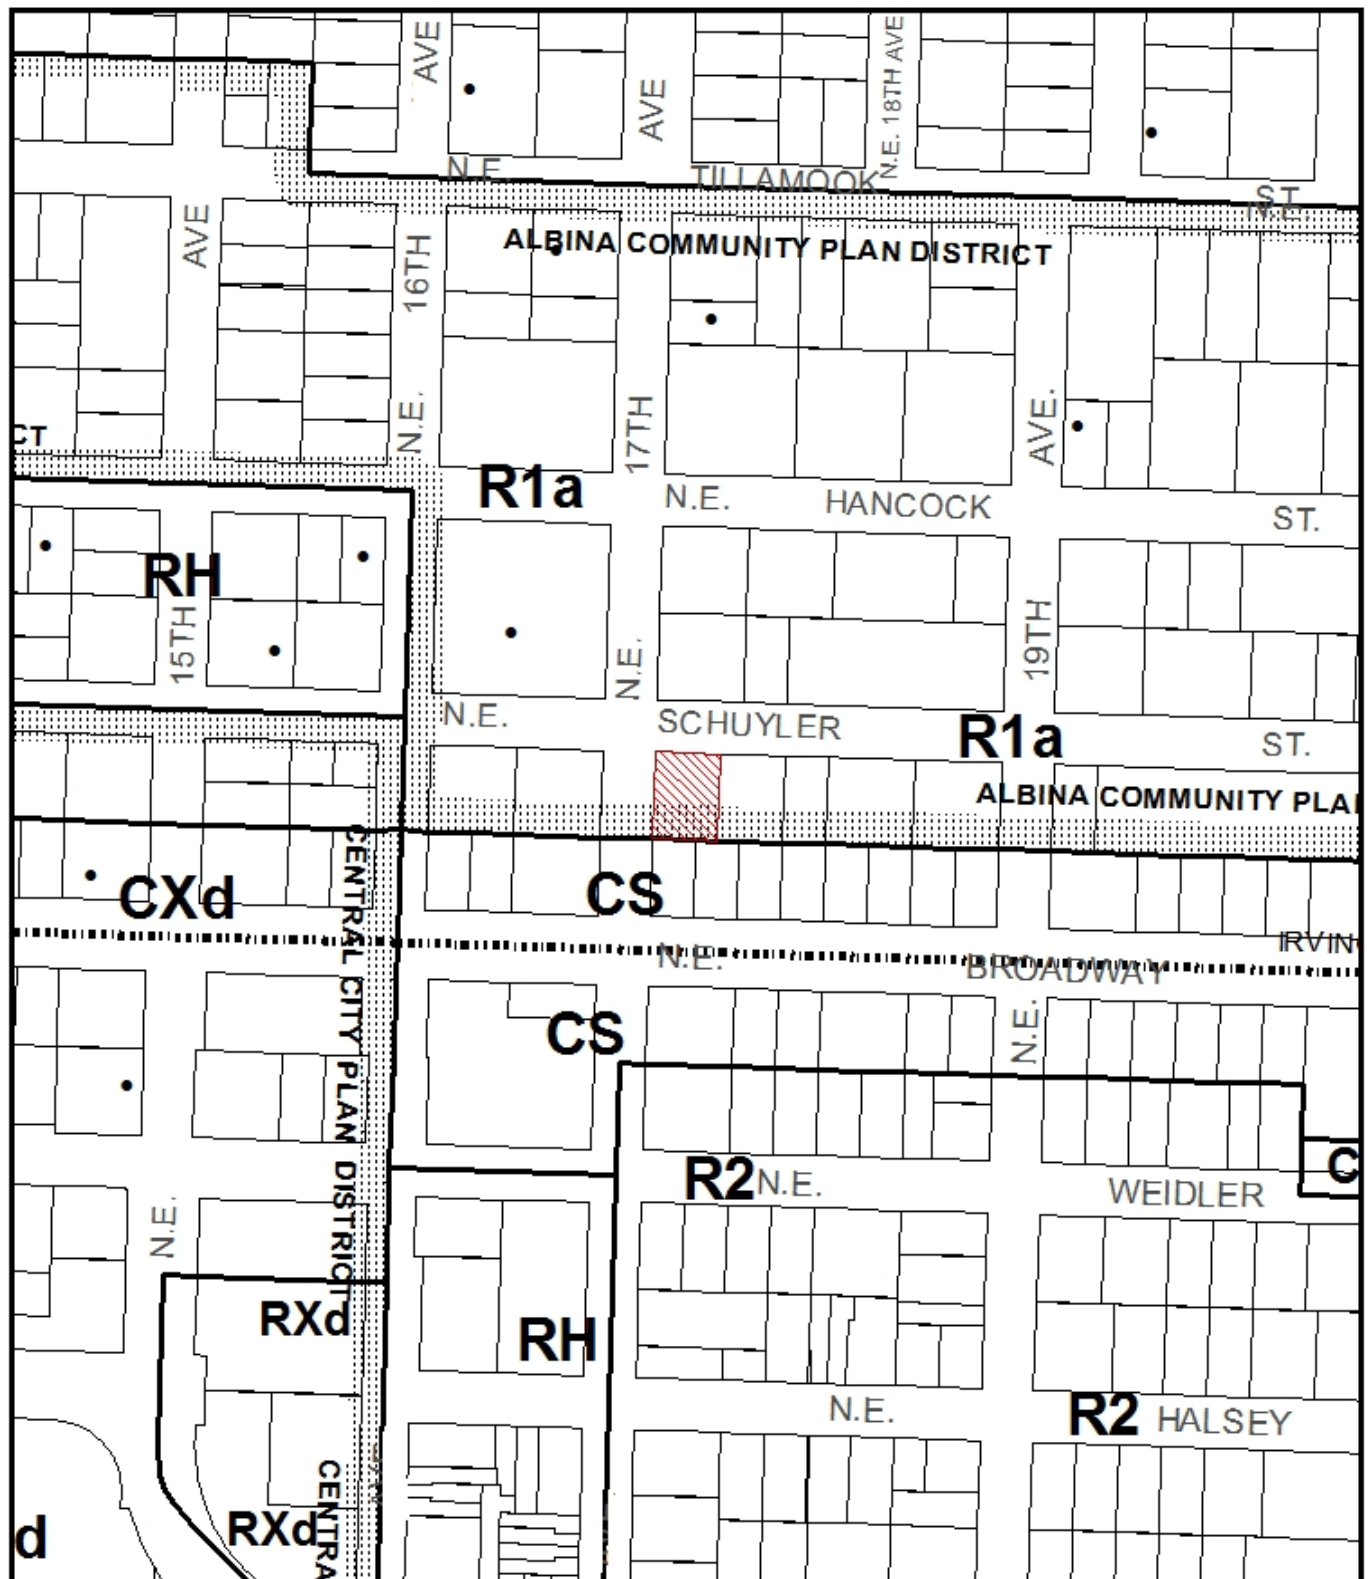 AVE
AVE
N.E. 18TH AVE
N.E.
TILLAMOOK
ST.
N.E.
AVE
16TH
ALBINA COMMUNITY PLAN DISTRICT
N.E.
17TH
AVE.
CT
R1a
N.E.
HANCOCK
ST.
RH
15TH
N.E.
19TH
N.E.
SCHUYLER
R1a
ST.
ALBINA COMMUNITY PLA
CENTRAL CITY PLAN DISTRICT
CXd
CS
IRVIN
N.E.
BROADWAY
CS
N.E.
C
R2
N.E.
WEIDLER
N.E.
RXd
RH
N.E.
R2
HALSEY
CENTRA
RXd
d